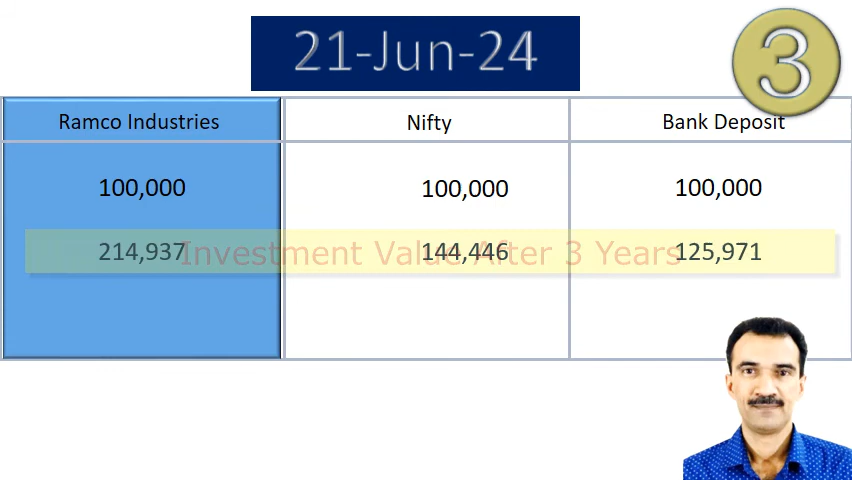 21-Jun-24
3
Ramco Industries Nifty Bank Deposit
100,000 100,000 100,000
214,937 144,446 125,971
Investment Value After 3 Years